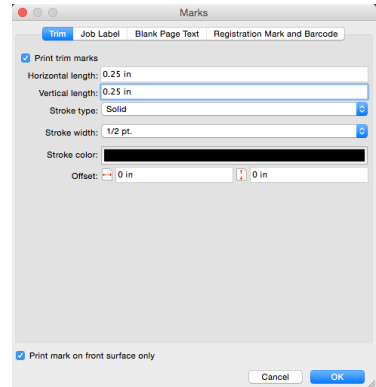 Marks
Trim Job Label Blank Page Text Registration Mark and Barcode
Print trim marks
Horizontal length: 0.25 in
Vertical length: 0.25 in
Stroke type: Solid
Stroke width: 1/2 pt.
Stroke color:
Offset: 0 in 0 in
Print mark on front surface only
Cancel OK